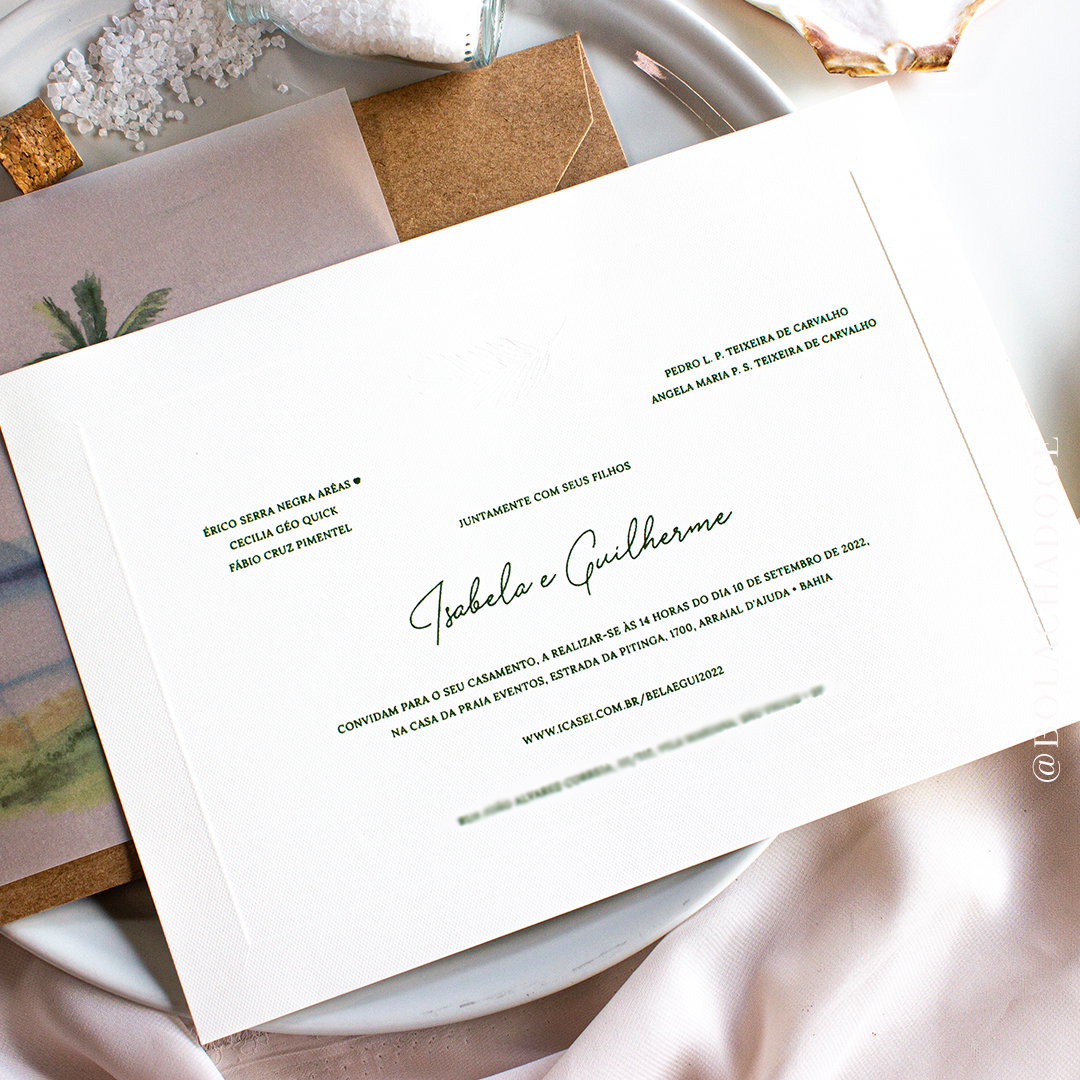 PEDRO L. P. TEIXEIRA DE CARVALHO
ANGELA MARIA P. S. TEIXEIRA DE CARVALHO
ÉRICO SERRA NEGRA ARÊAS
CECILIA GÉO QUICK
FÁBIO CRUZ PIMENTEL
JUNTAMENTE COM SEUS FILHOS
Isabela e Guilherme
CONVIDAM PARA O SEU CASAMENTO, A REALIZAR-SE ÀS 14 HORAS DO DIA 10 DE SETEMBRO DE 2022,
NA CASA DA PRAIA EVENTOS, ESTRADA DA PITINGA, 1700, ARRAIAL D'AJUDA • BAHIA
WWW.ICASEI.COM.BR/BELAEGUI2022
@BOLACHADOCE